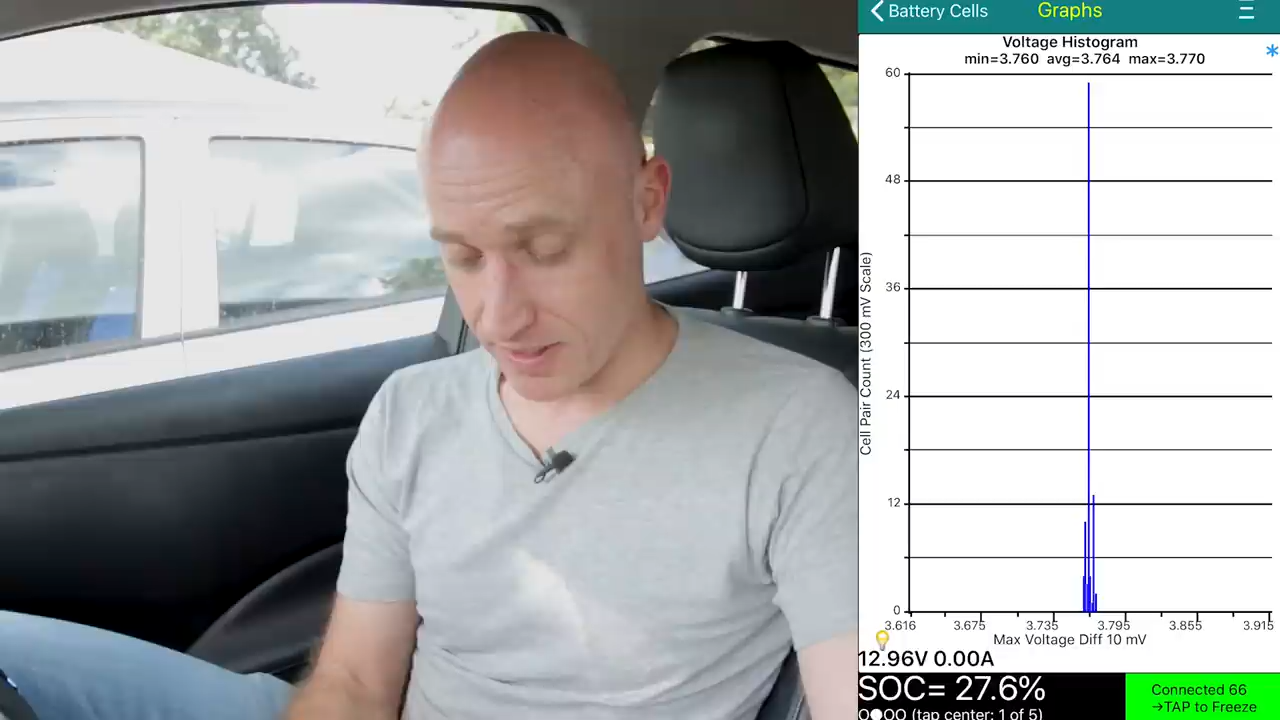 Battery Cells
Graphs
Voltage Histogram
min=3.760 avg=3.764 max=3.770
60
48
36
24
12
0
Cell Pair Count (300 mV Scale)
3.616 3.675 3.735 3.795 3.855 3.915
Max Voltage Diff 10 mV
12.96V 0.00A
SOC= 27.6%
(tap center: 1 of 5)
Connected 66
→TAP to Freeze